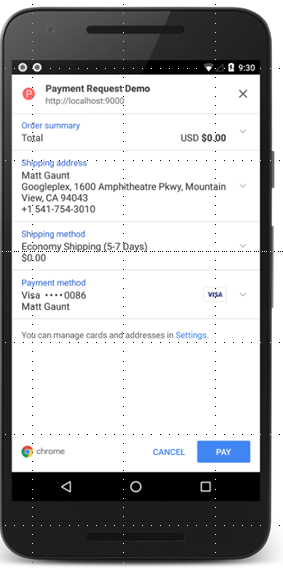 9:30
Payment Request Demo
http://localhost:9000
Order summary
Total USD $0.00
Shipping address
Matt Gaunt
Googleplex, 1600 Amphitheatre Pkwy, Mountain
View, CA 94043
+1 541-754-3010
Shipping method
Economy Shipping (5-7 Days)
$0.00
Payment method
Visa ••••0086 VISA
Matt Gaunt
You can manage cards and addresses in Settings.
chrome CANCEL PAY